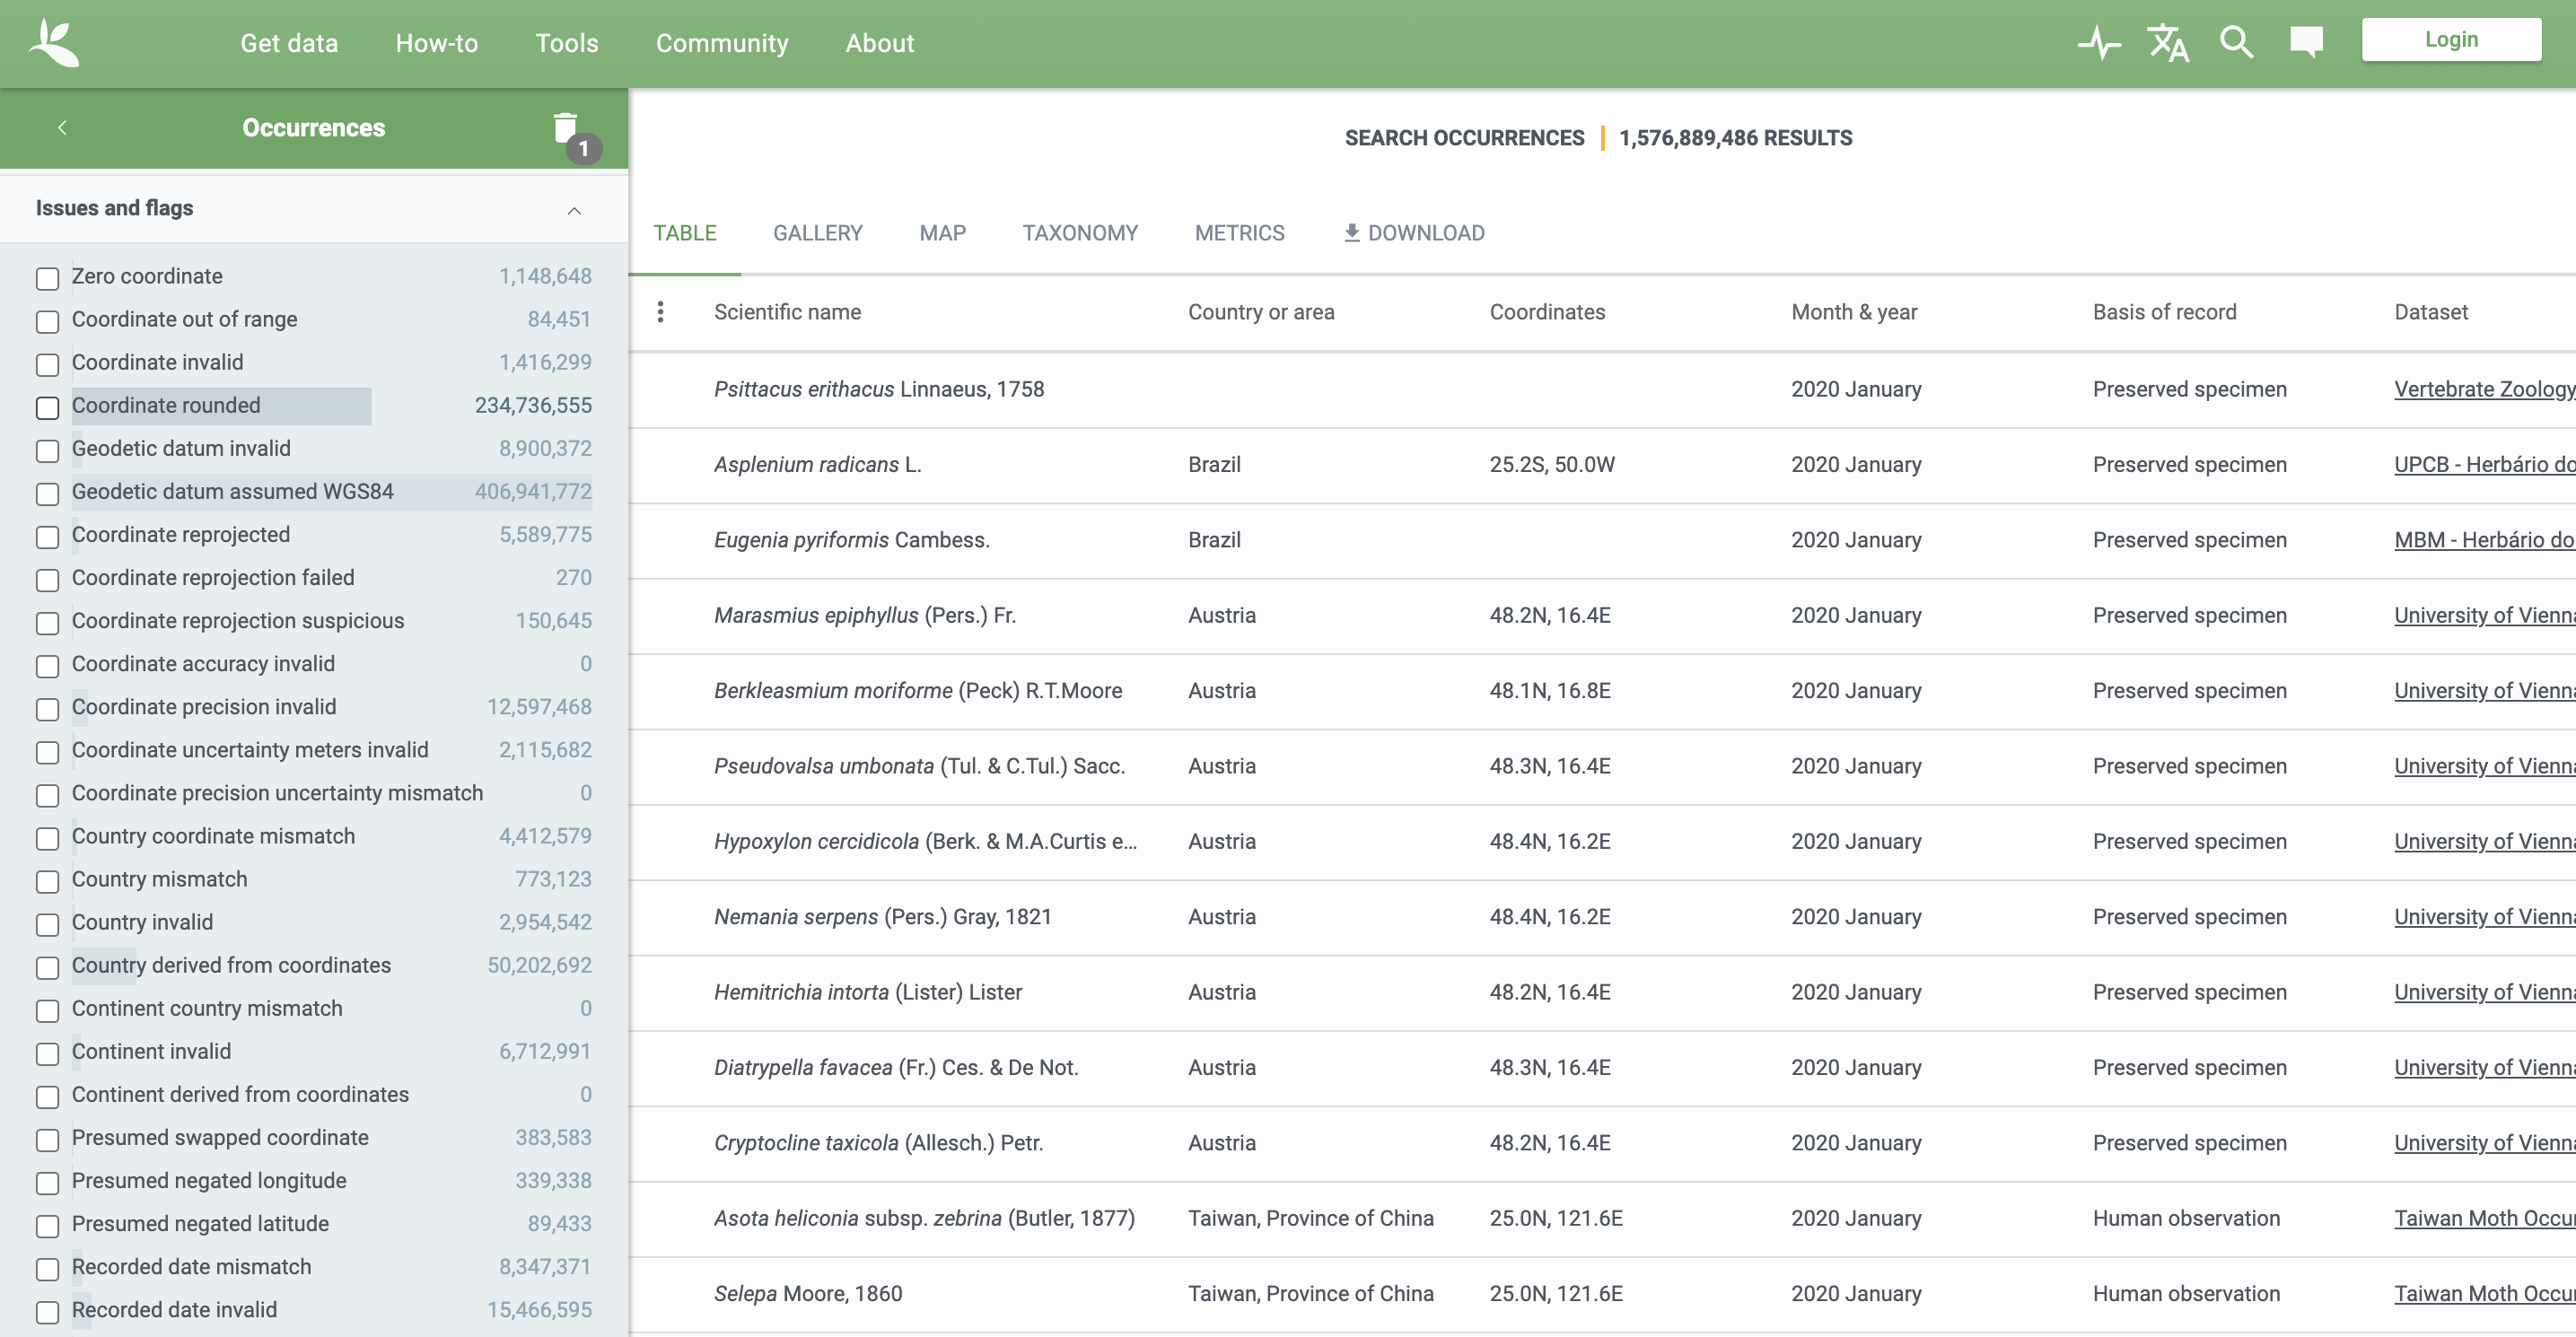 Get data How-to Tools Community About Login
Occurrences 1
Issues and flags
Zero coordinate 1,148,648
Coordinate out of range 84,451
Coordinate invalid 1,416,299
Coordinate rounded 234,736,555
Geodetic datum invalid 8,900,372
Geodetic datum assumed WGS84 406,941,772
Coordinate reprojected 5,589,775
Coordinate reprojection failed 270
Coordinate reprojection suspicious 150,645
Coordinate accuracy invalid 0
Coordinate precision invalid 12,597,468
Coordinate uncertainty meters invalid 2,115,682
Coordinate precision uncertainty mismatch 0
Country coordinate mismatch 4,412,579
Country mismatch 773,123
Country invalid 2,954,542
Country derived from coordinates 50,202,692
Continent country mismatch 0
Continent invalid 6,712,991
Continent derived from coordinates 0
Presumed swapped coordinate 383,583
Presumed negated longitude 339,338
Presumed negated latitude 89,433
Recorded date mismatch 8,347,371
Recorded date invalid 15,466,595
SEARCH OCCURRENCES 1,576,889,486 RESULTS
TABLE GALLERY MAP TAXONOMY METRICS DOWNLOAD
Scientific name Country or area Coordinates Month & year Basis of record Dataset
Psittacus erithacus Linnaeus, 1758 2020 January Preserved specimen Vertebrate Zoology
Asplenium radicans L. Brazil 25.2S, 50.0W 2020 January Preserved specimen UPCB - Herbário do
Eugenia pyriformis Cambess. Brazil 2020 January Preserved specimen MBM - Herbário do
Marasmius epiphyllus (Pers.) Fr. Austria 48.2N, 16.4E 2020 January Preserved specimen University of Vienna
Berkleasmium moriforme (Peck) R.T.Moore Austria 48.1N, 16.8E 2020 January Preserved specimen University of Vienna
Pseudovalsa umbonata (Tul. & C.Tul.) Sacc. Austria 48.3N, 16.4E 2020 January Preserved specimen University of Vienna
Hypoxylon cercidicola (Berk. & M.A.Curtis e... Austria 48.4N, 16.2E 2020 January Preserved specimen University of Vienna
Nemania serpens (Pers.) Gray, 1821 Austria 48.4N, 16.2E 2020 January Preserved specimen University of Vienna
Hemitrichia intorta (Lister) Lister Austria 48.2N, 16.4E 2020 January Preserved specimen University of Vienna
Diatrypella favacea (Fr.) Ces. & De Not. Austria 48.3N, 16.4E 2020 January Preserved specimen University of Vienna
Cryptocline taxicola (Allesch.) Petr. Austria 48.2N, 16.4E 2020 January Preserved specimen University of Vienna
Asota heliconia subsp. zebrina (Butler, 1877) Taiwan, Province of China 25.0N, 121.6E 2020 January Human observation Taiwan Moth Occur
Selepa Moore, 1860 Taiwan, Province of China 25.0N, 121.6E 2020 January Human observation Taiwan Moth Occur